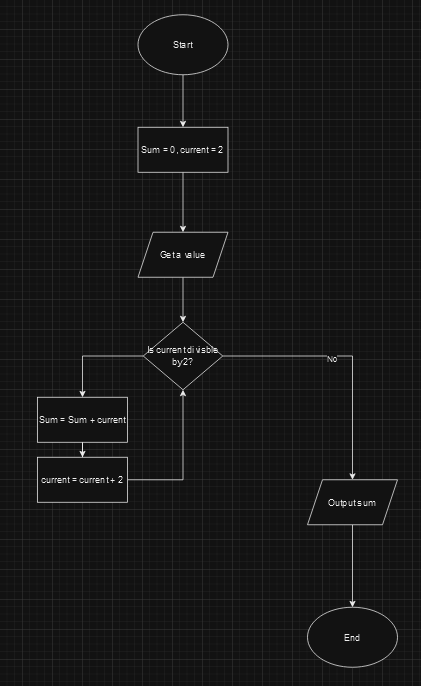 Start
Sum = 0, current = 2
Get a value
Is current divisble
by 2?
No
Sum = Sum + current
current = current + 2
Output sum
End